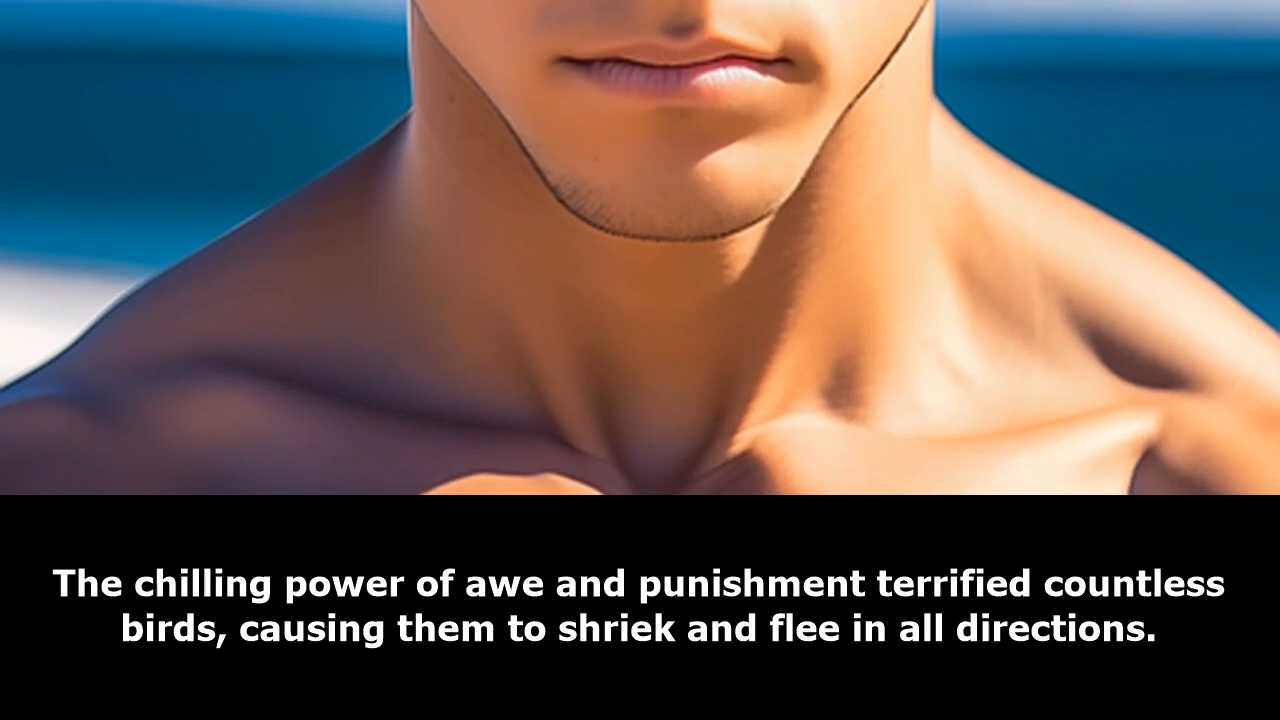 The chilling power of awe and punishment terrified countless
birds, causing them to shriek and flee in all directions.